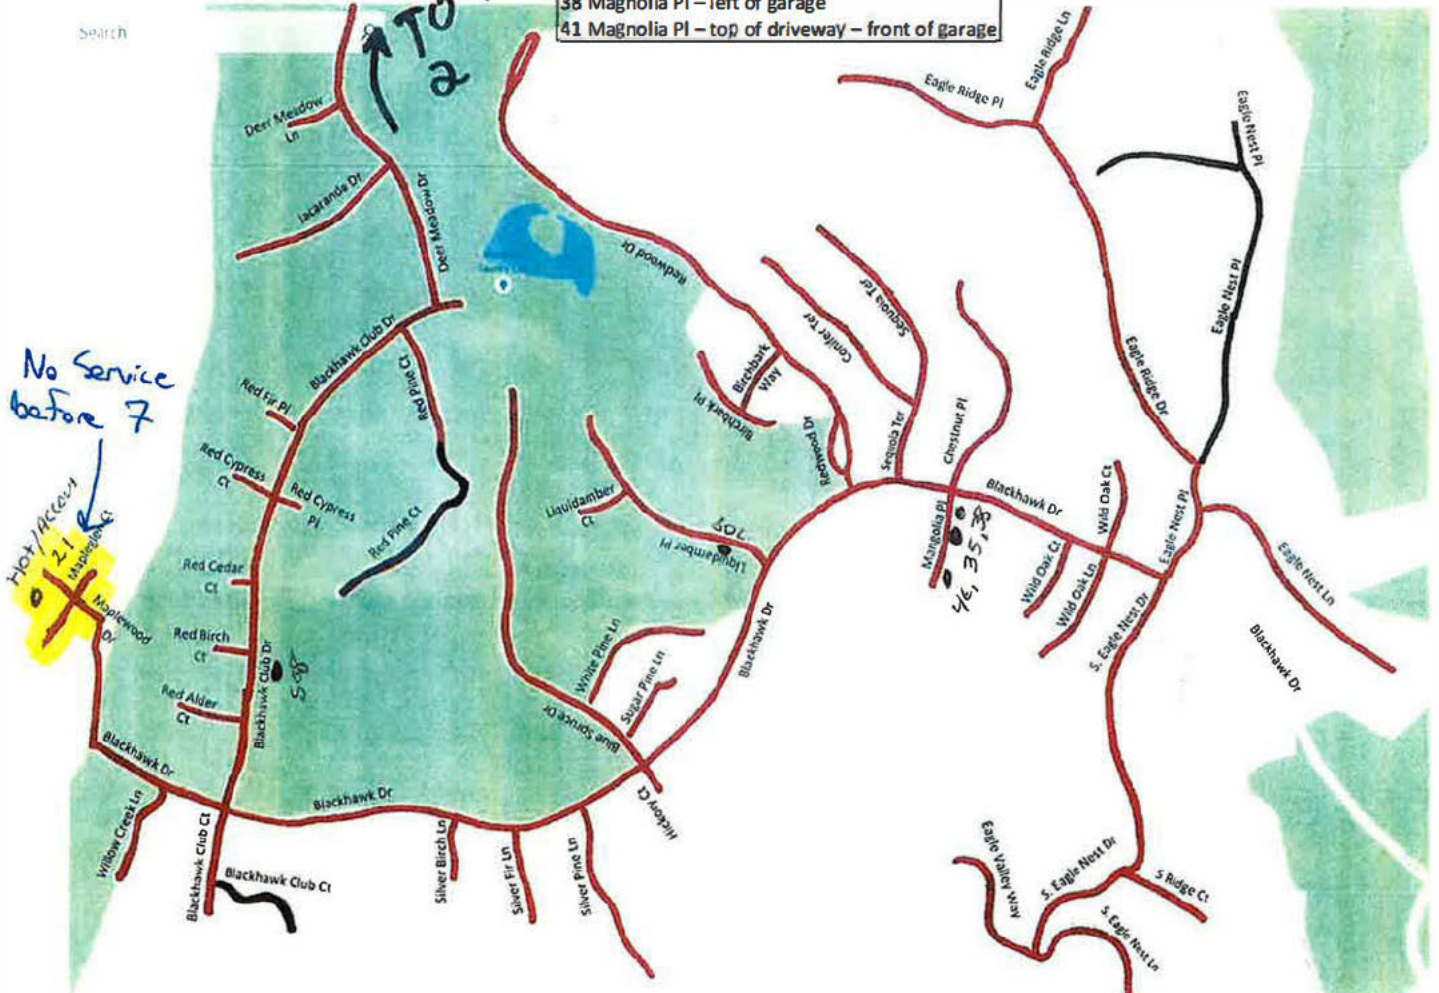 Search
TO
2
38 Magnolia Pl – left of garage
41 Magnolia Pl – top of driveway – front of garage
Eagle Ridge Ln
Eagle Ridge Pl
Eagle Nest Pl
Deer Meadow
Ln
Jacaranda Dr
Deer Meadow Dr
Redwood Dr
Eagle Nest Pl
Sequoia Ter
Conifer Ter
Blackhawk Club Dr
Birchbark
Way
Birchbark Pl
Eagle Ridge Dr
No Service
before 7
Red Fir Pl
Red Pine Ct
Redwood Dr
Sequoia Ter
Chestnut Pl
Red Cypress
Ct
Red Cypress
Pl
Liquidamber
Ct
Blackhawk Dr
Wild Oak Ct
Eagle Nest Pl
21
Red Pine Ct
Liquidamber Pl
Mangolia Pl
46, 35, 38
Red Cedar
Ct
Maplewood
Dr
Wild Oak Ct
Wild Oak Ln
Eagle Nest Ln
Red Birch
Ct
Blackhawk Club Dr
White Pine Ln
Sugar Pine Ln
Blackhawk Dr
S. Eagle Nest Dr
Blackhawk Dr
Red Alder
Ct
Blue Spruce Dr
Blackhawk Dr
Blackhawk Dr
Willow Creek Ln
Blackhawk Club Ct
Blackhawk Club Ct
Silver Birch Ln
Silver Fir Ln
Silver Pine Ln
Hickory Ct
Eagle Valley Way
S. Eagle Nest Dr
S Ridge Ct
S. Eagle Nest Ln